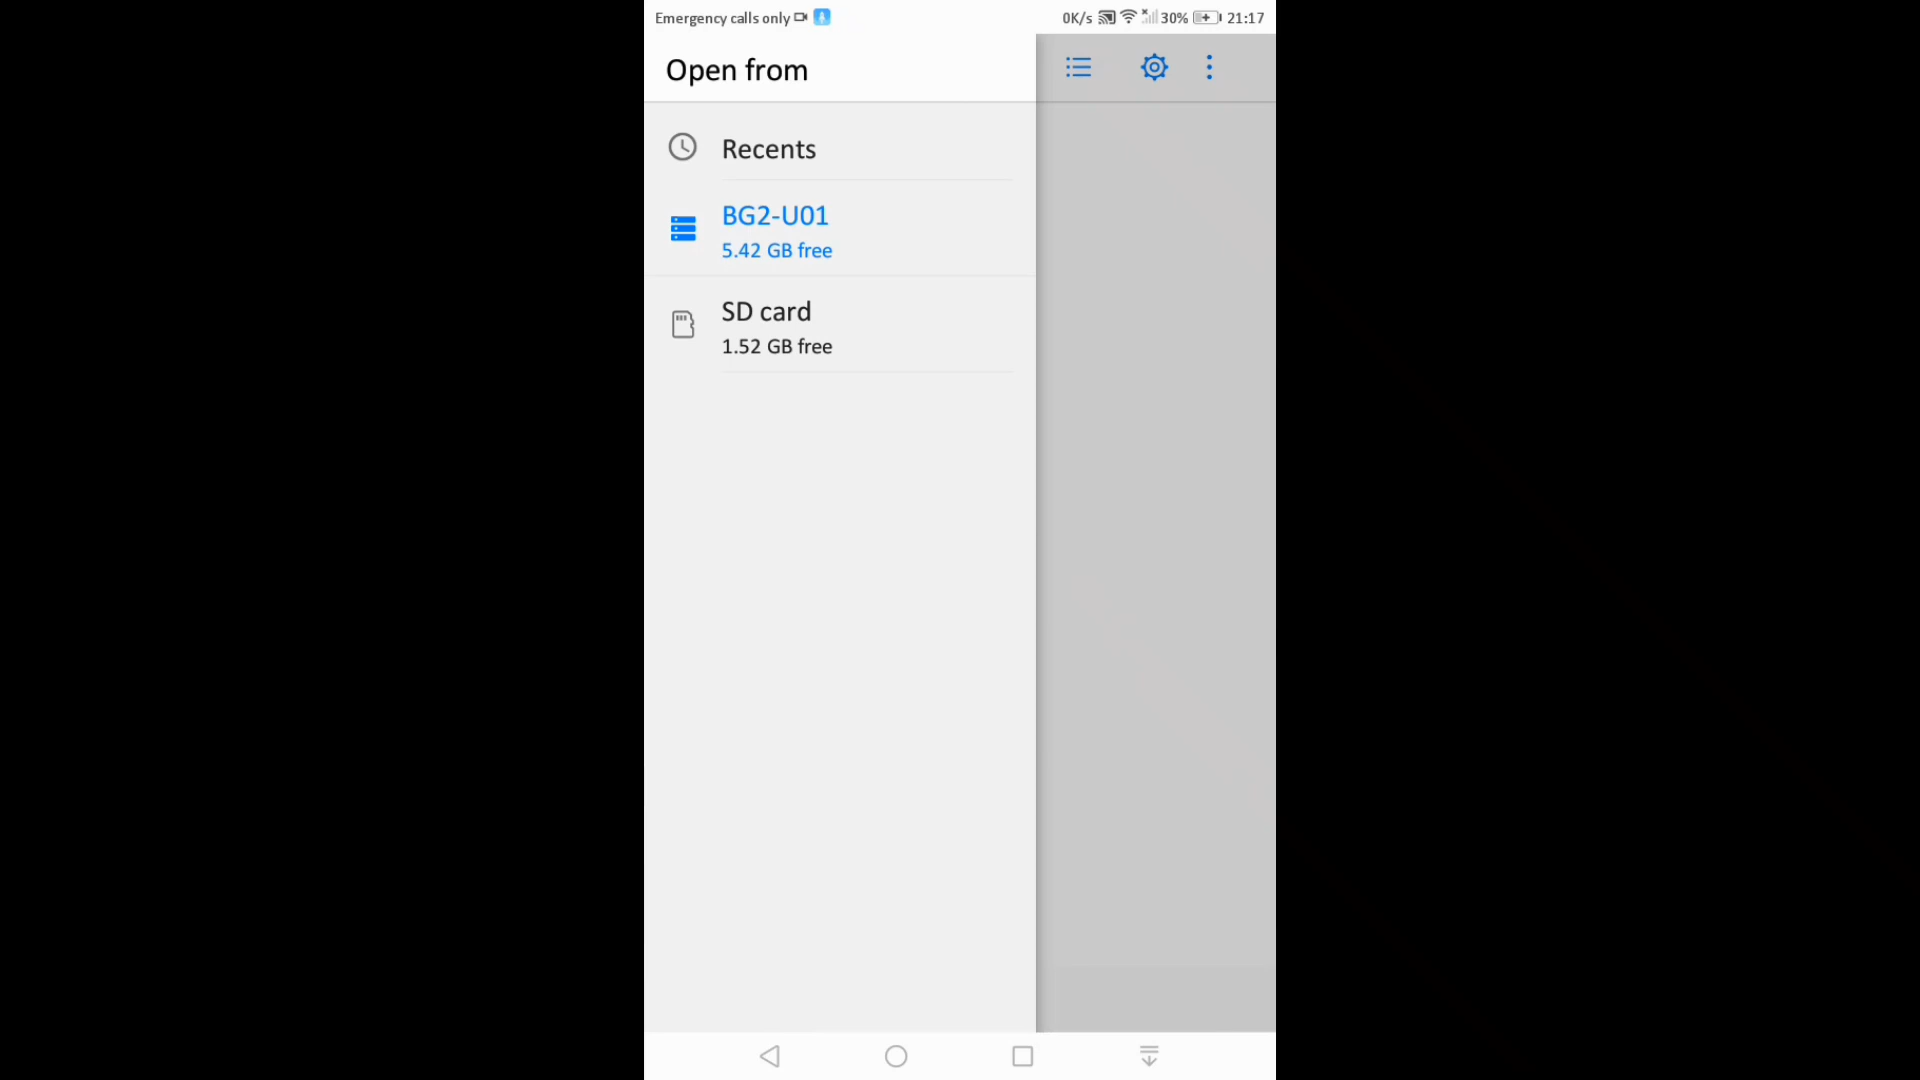 Emergency calls only
0K/s 30% 21:17
Open from
Recents
BG2-U01
5.42 GB free
SD card
1.52 GB free